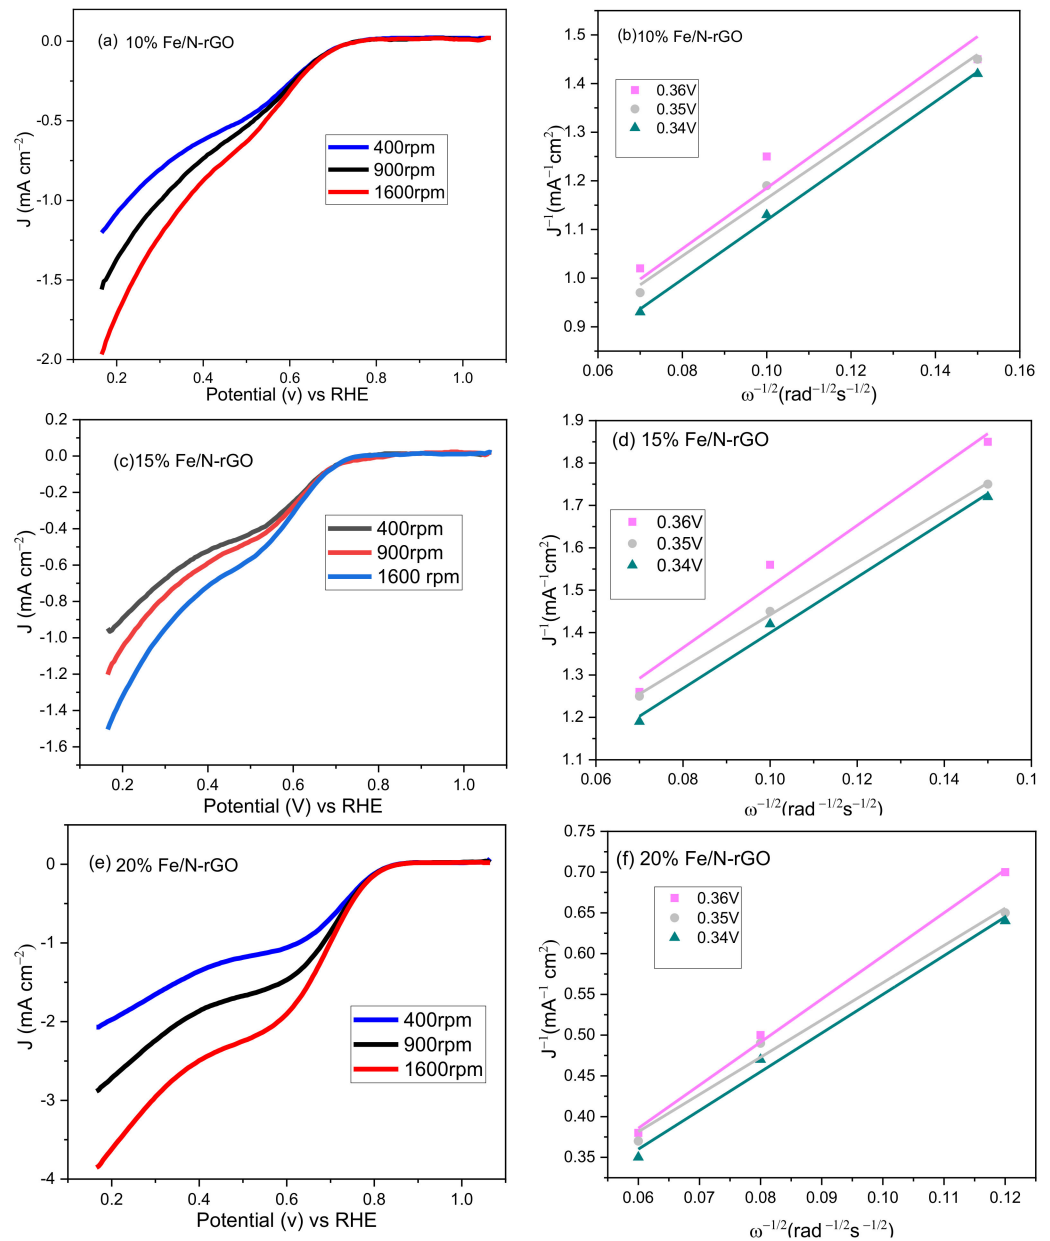 (a) 10% Fe/N-rGO
0.0
-0.5
-1.0
-1.5
-2.0
J (mA cm⁻²)
400rpm
900rpm
1600rpm
0.2 0.4 0.6 0.8 1.0
Potential (v) vs RHE
(b)10% Fe/N-rGO
1.5
1.4
1.3
1.2
1.1
1.0
0.9
J⁻¹(mA⁻¹cm²)
0.36V
0.35V
0.34V
0.06 0.08 0.10 0.12 0.14 0.16
ω⁻¹/²(rad⁻¹/²s⁻¹/²)
(c)15% Fe/N-rGO
0.2
0.0
-0.2
-0.4
-0.6
-0.8
-1.0
-1.2
-1.4
-1.6
J (mA cm⁻²)
400rpm
900rpm
1600 rpm
0.2 0.4 0.6 0.8 1.0
Potential (V) vs RHE
(d) 15% Fe/N-rGO
1.9
1.8
1.7
1.6
1.5
1.4
1.3
1.2
1.1
J⁻¹(mA⁻¹cm²)
0.36V
0.35V
0.34V
0.06 0.08 0.10 0.12 0.14 0.1
ω⁻¹/²(rad ⁻¹/²s⁻¹/²)
(e) 20% Fe/N-rGO
0
-1
-2
-3
-4
J (mA cm⁻²)
400rpm
900rpm
1600rpm
0.2 0.4 0.6 0.8 1.0
Potential (v) vs RHE
(f) 20% Fe/N-rGO
0.75
0.70
0.65
0.60
0.55
0.50
0.45
0.40
0.35
J⁻¹(mA⁻¹ cm²)
0.36V
0.35V
0.34V
0.06 0.07 0.08 0.09 0.10 0.11 0.12
ω⁻¹/²(rad ⁻¹/²s ⁻¹/²)